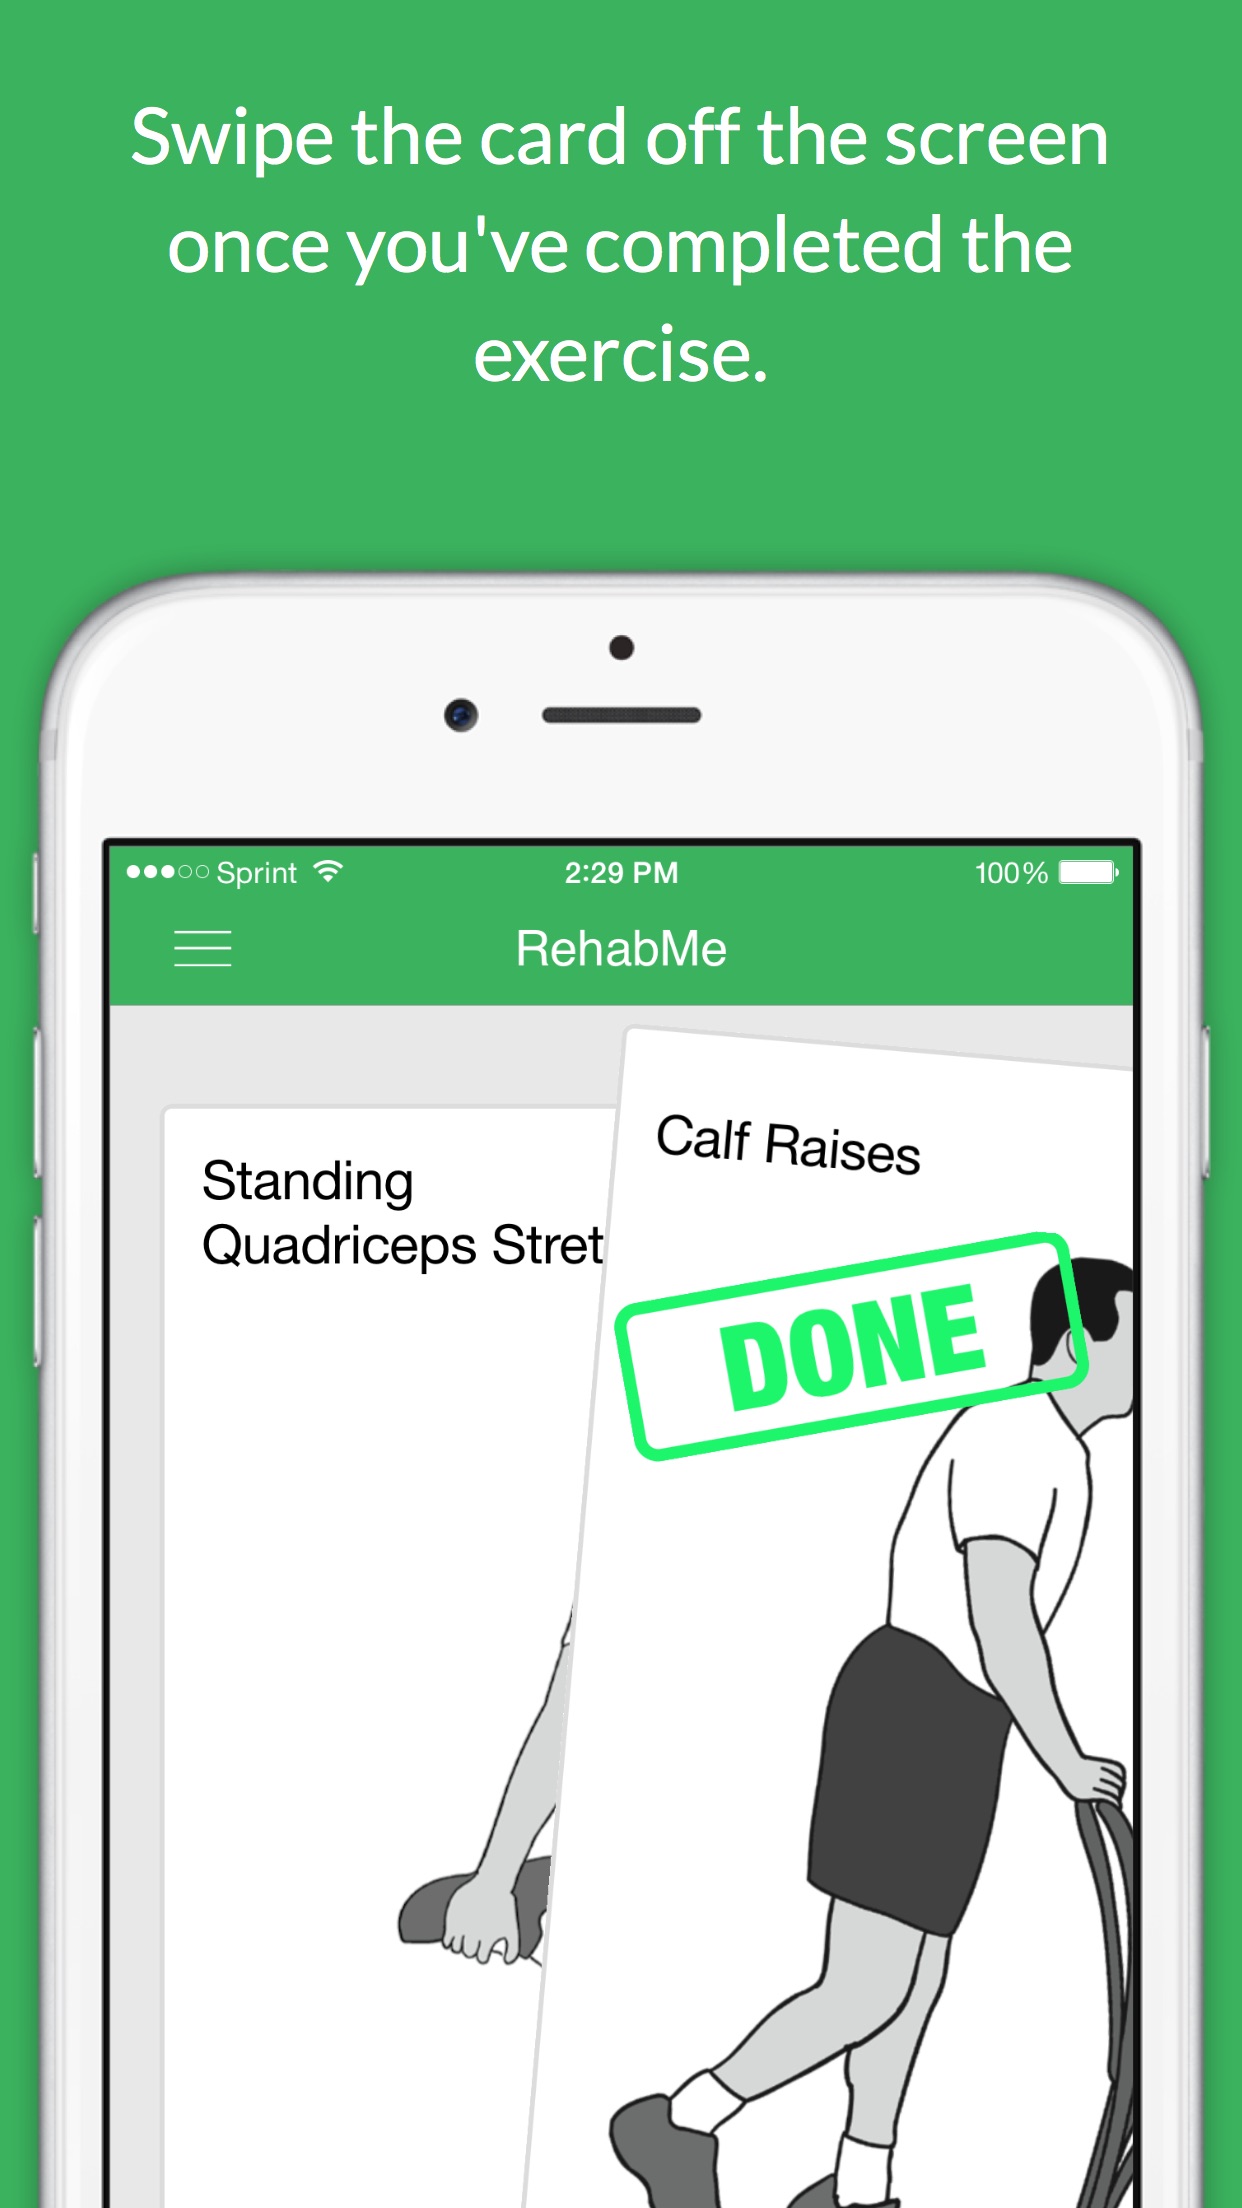 Swipe the card off the screen
once you've completed the
exercise.
Sprint 2:29 PM 100%
RehabMe
Standing
Quadriceps Stret
Calf Raises
DONE